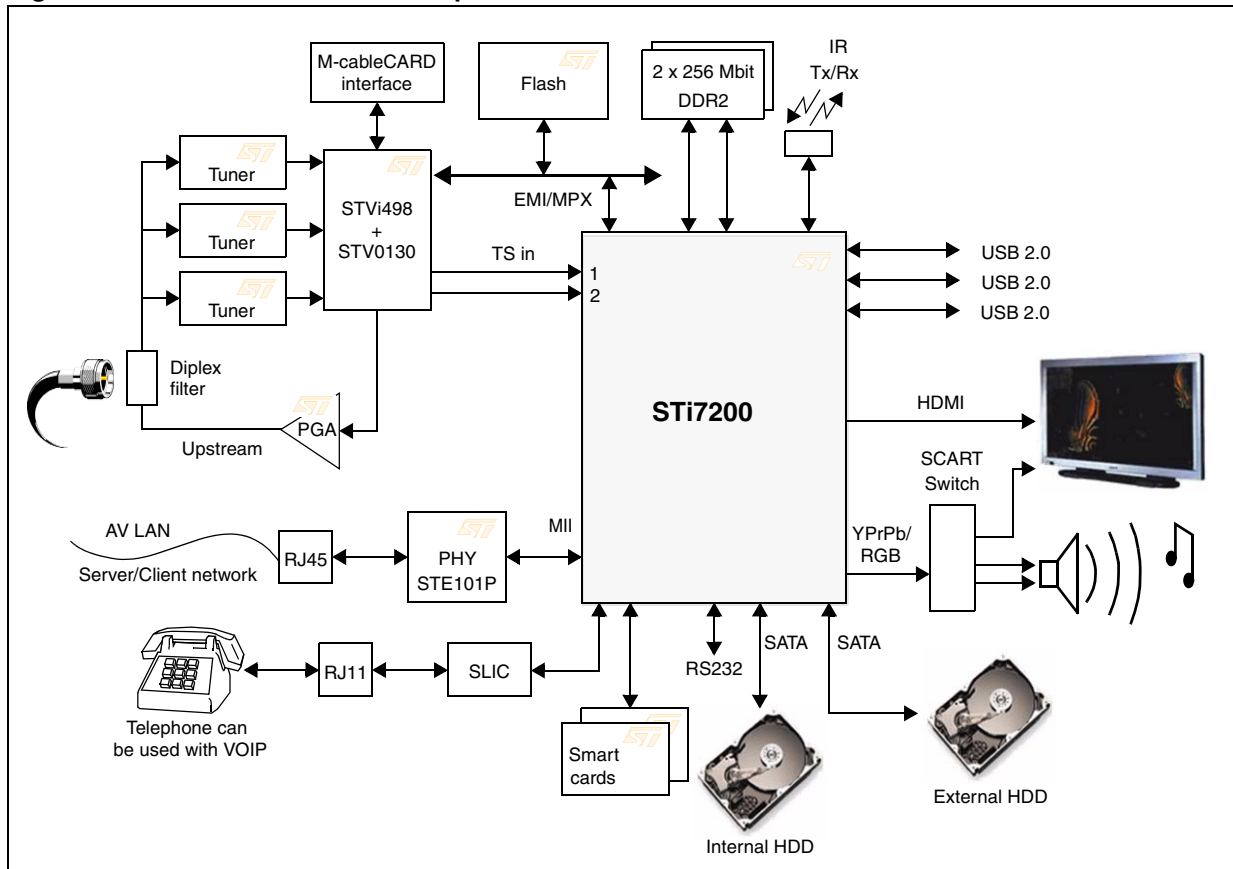 M-cableCARD
interface
Flash
2 x 256 Mbit
DDR2
IR
Tx/Rx
Tuner
Tuner
Tuner
STVi498
+
STV0130
EMI/MPX
TS in
1
2
USB 2.0
USB 2.0
USB 2.0
Diplex
filter
PGA
Upstream
STi7200
HDMI
SCART
Switch
YPrPb/
RGB
AV LAN
Server/Client network
RJ45
PHY
STE101P
MII
RJ11
SLIC
Telephone can
be used with VOIP
Smart
cards
RS232
SATA
SATA
Internal HDD
External HDD